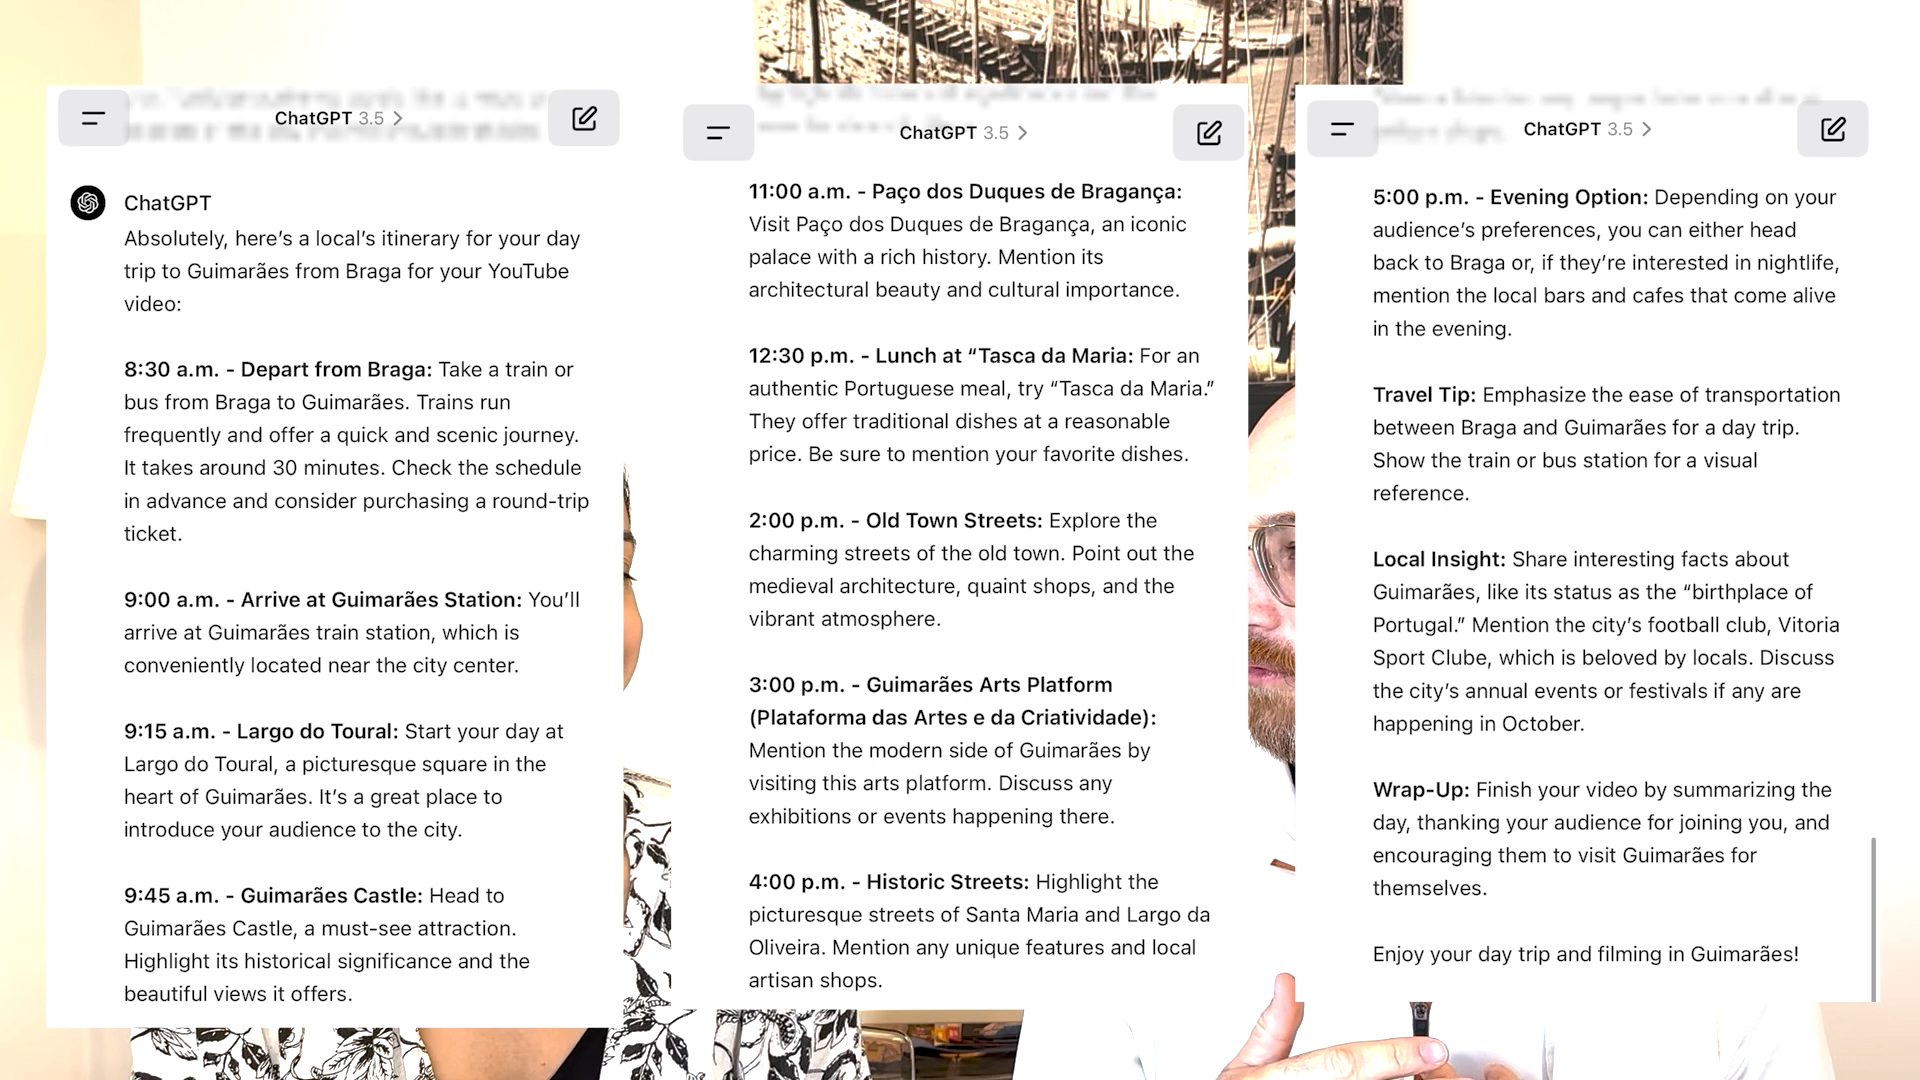 ChatGPT 3.5 >
ChatGPT
Absolutely, here's a local's itinerary for your day
trip to Guimarães from Braga for your YouTube
video:
8:30 a.m. - Depart from Braga: Take a train or
bus from Braga to Guimarães. Trains run
frequently and offer a quick and scenic journey.
It takes around 30 minutes. Check the schedule
in advance and consider purchasing a round-trip
ticket.
9:00 a.m. - Arrive at Guimarães Station: You'll
arrive at Guimarães train station, which is
conveniently located near the city center.
9:15 a.m. - Largo do Toural: Start your day at
Largo do Toural, a picturesque square in the
heart of Guimarães. It's a great place to
introduce your audience to the city.
9:45 a.m. - Guimarães Castle: Head to
Guimarães Castle, a must-see attraction.
Highlight its historical significance and the
beautiful views it offers.
ChatGPT 3.5 >
11:00 a.m. - Paço dos Duques de Bragança:
Visit Paço dos Duques de Bragança, an iconic
palace with a rich history. Mention its
architectural beauty and cultural importance.
12:30 p.m. - Lunch at “Tasca da Maria: For an
authentic Portuguese meal, try “Tasca da Maria.”
They offer traditional dishes at a reasonable
price. Be sure to mention your favorite dishes.
2:00 p.m. - Old Town Streets: Explore the
charming streets of the old town. Point out the
medieval architecture, quaint shops, and the
vibrant atmosphere.
3:00 p.m. - Guimarães Arts Platform
(Plataforma das Artes e da Criatividade):
Mention the modern side of Guimarães by
visiting this arts platform. Discuss any
exhibitions or events happening there.
4:00 p.m. - Historic Streets: Highlight the
picturesque streets of Santa Maria and Largo da
Oliveira. Mention any unique features and local
artisan shops.
ChatGPT 3.5 >
5:00 p.m. - Evening Option: Depending on your
audience's preferences, you can either head
back to Braga or, if they're interested in nightlife,
mention the local bars and cafes that come alive
in the evening.
Travel Tip: Emphasize the ease of transportation
between Braga and Guimarães for a day trip.
Show the train or bus station for a visual
reference.
Local Insight: Share interesting facts about
Guimarães, like its status as the “birthplace of
Portugal.” Mention the city's football club, Vitoria
Sport Clube, which is beloved by locals. Discuss
the city's annual events or festivals if any are
happening in October.
Wrap-Up: Finish your video by summarizing the
day, thanking your audience for joining you, and
encouraging them to visit Guimarães for
themselves.
Enjoy your day trip and filming in Guimarães!